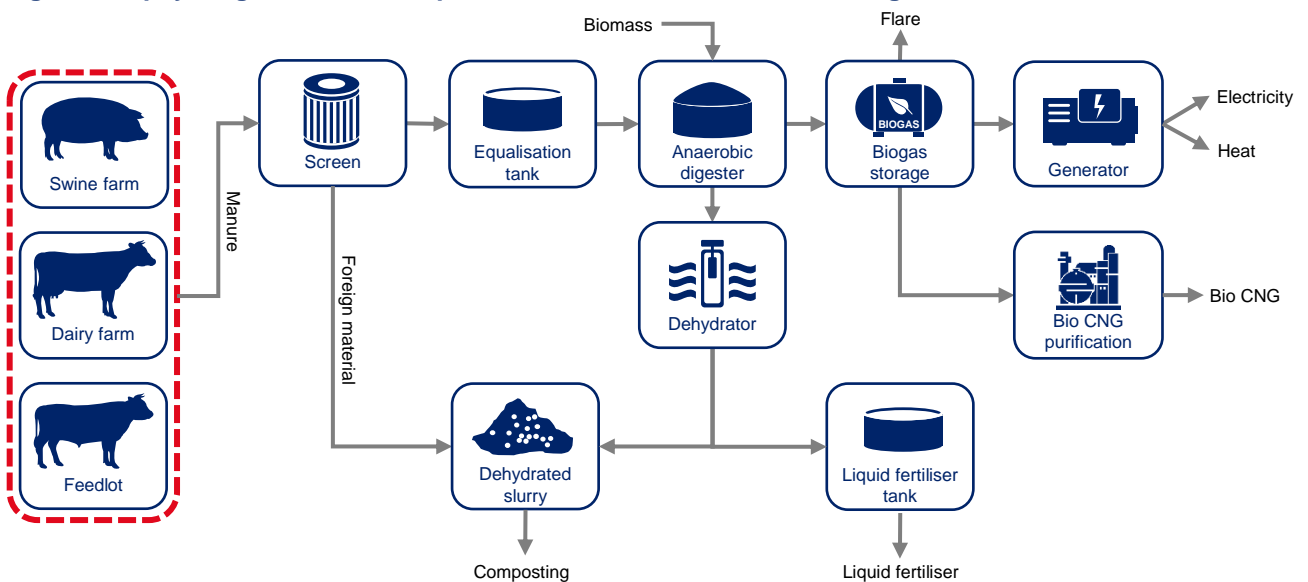 Biomass
Flare
Swine farm
Dairy farm
Feedlot
Manure
Screen
Foreign material
Equalisation
tank
Anaerobic
digester
BIOGAS
Biogas
storage
Generator
Electricity
Heat
Dehydrator
Bio CNG
purification
Bio CNG
Dehydrated
slurry
Liquid fertiliser
tank
Composting
Liquid fertiliser